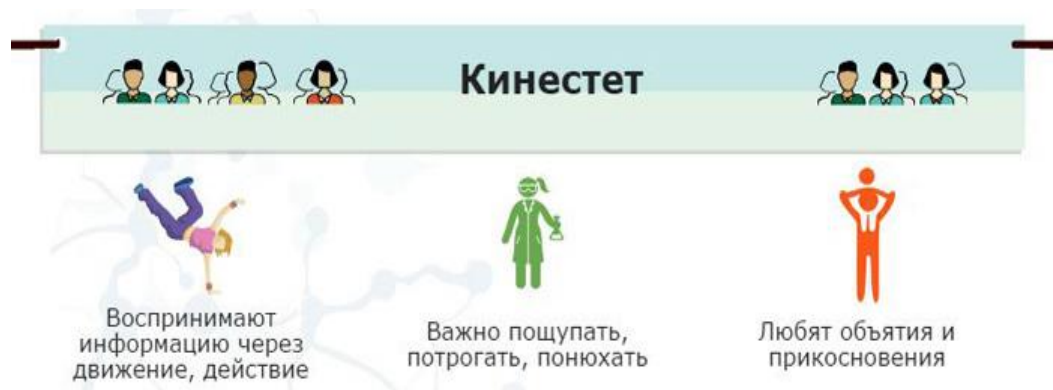 Кинестет
Воспринимают
информацию через
движение, действие
Важно пощупать,
потрогать, понюхать
Любят объятия и
прикосновения